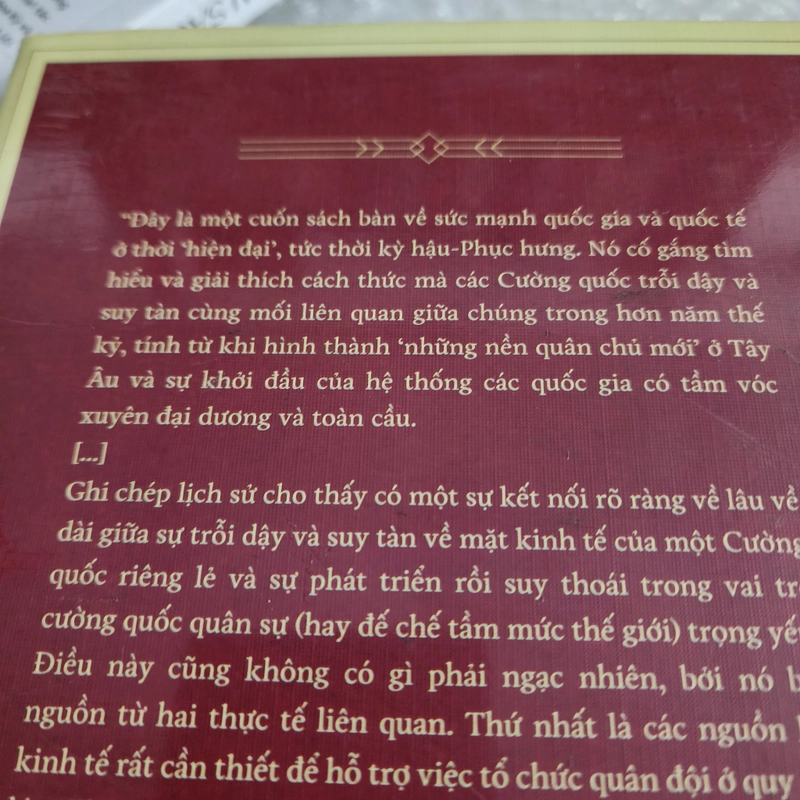 "Đây là một cuốn sách bàn về sức mạnh quốc gia và quốc tế
ở thời 'hiện đại', tức thời kỳ hậu-Phục hưng. Nó cố gắng tìm
hiểu và giải thích cách thức mà các Cường quốc trỗi dậy và
suy tàn cùng mối liên quan giữa chúng trong hơn năm thế
kỷ, tính từ khi hình thành 'những nền quân chủ mới' ở Tây
Âu và sự khởi đầu của hệ thống các quốc gia có tầm vóc
xuyên đại dương và toàn cầu.
[...]
Ghi chép lịch sử cho thấy có một sự kết nối rõ ràng về lâu về
dài giữa sự trỗi dậy và suy tàn về mặt kinh tế của một Cường
quốc riêng lẻ và sự phát triển rồi suy thoái trong vai
cường quốc quân sự (hay đế chế tầm mức thế giới) trọng
Điều này cũng không có gì phải ngạc nhiên, bởi nó
nguồn từ hai thực tế liên quan. Thứ nhất là các nguồn
kinh tế rất cần thiết để hỗ trợ việc tổ chức quân đội ở quy